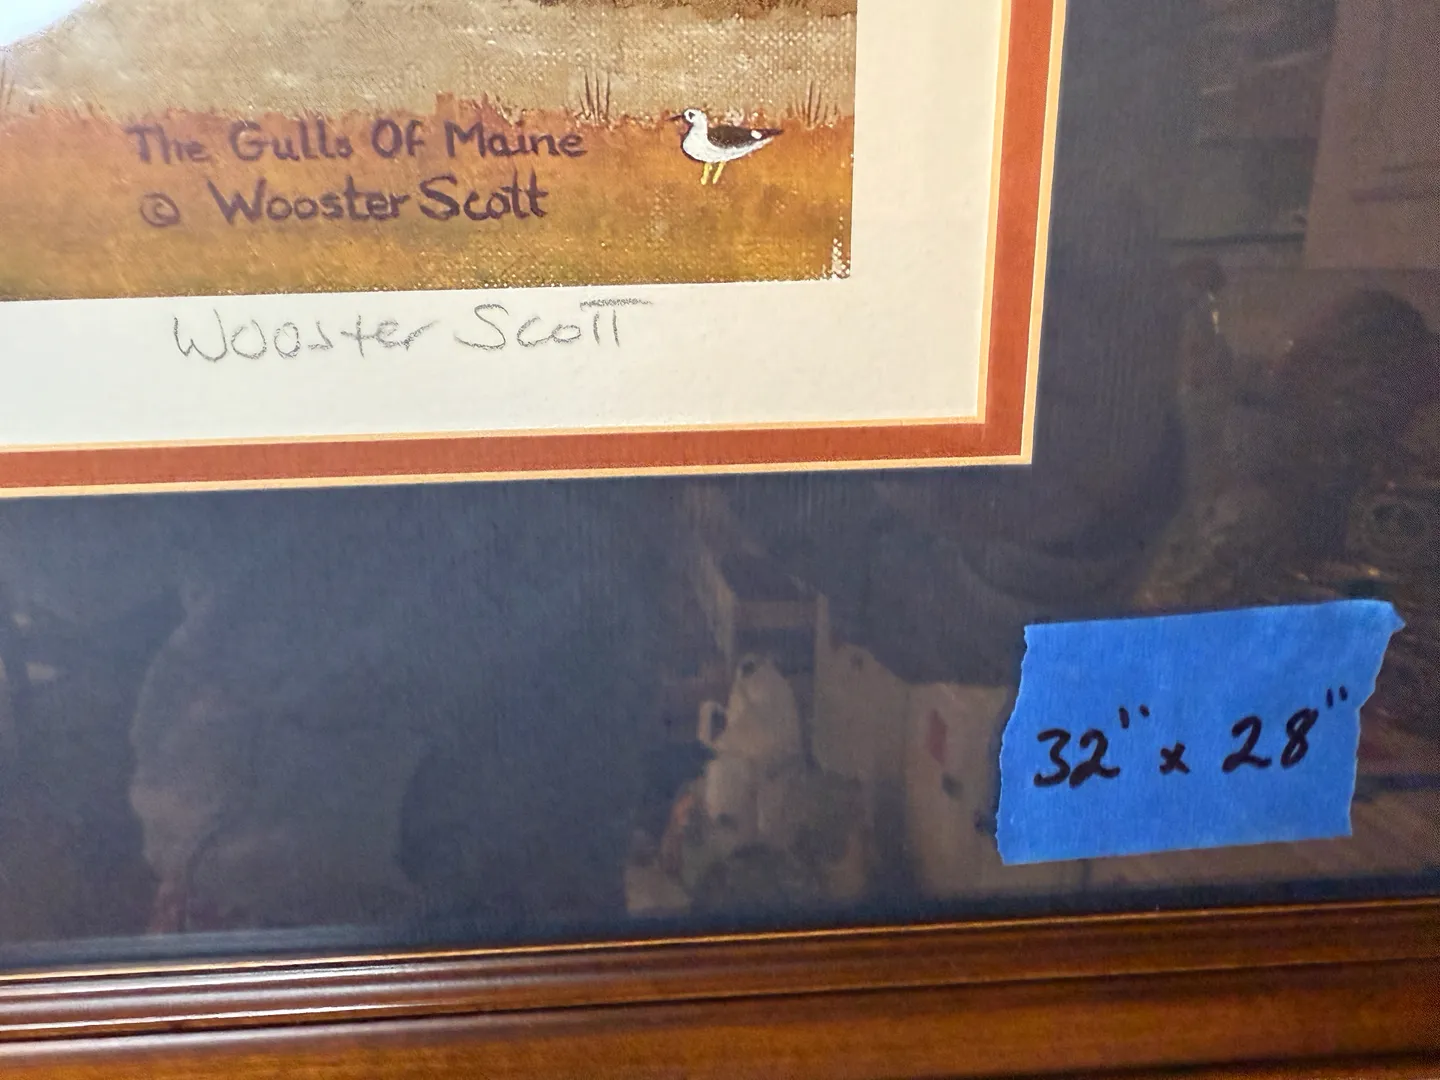 The Gulls Of Maine
© Wooster Scott
Wooster Scott
32" x 28"